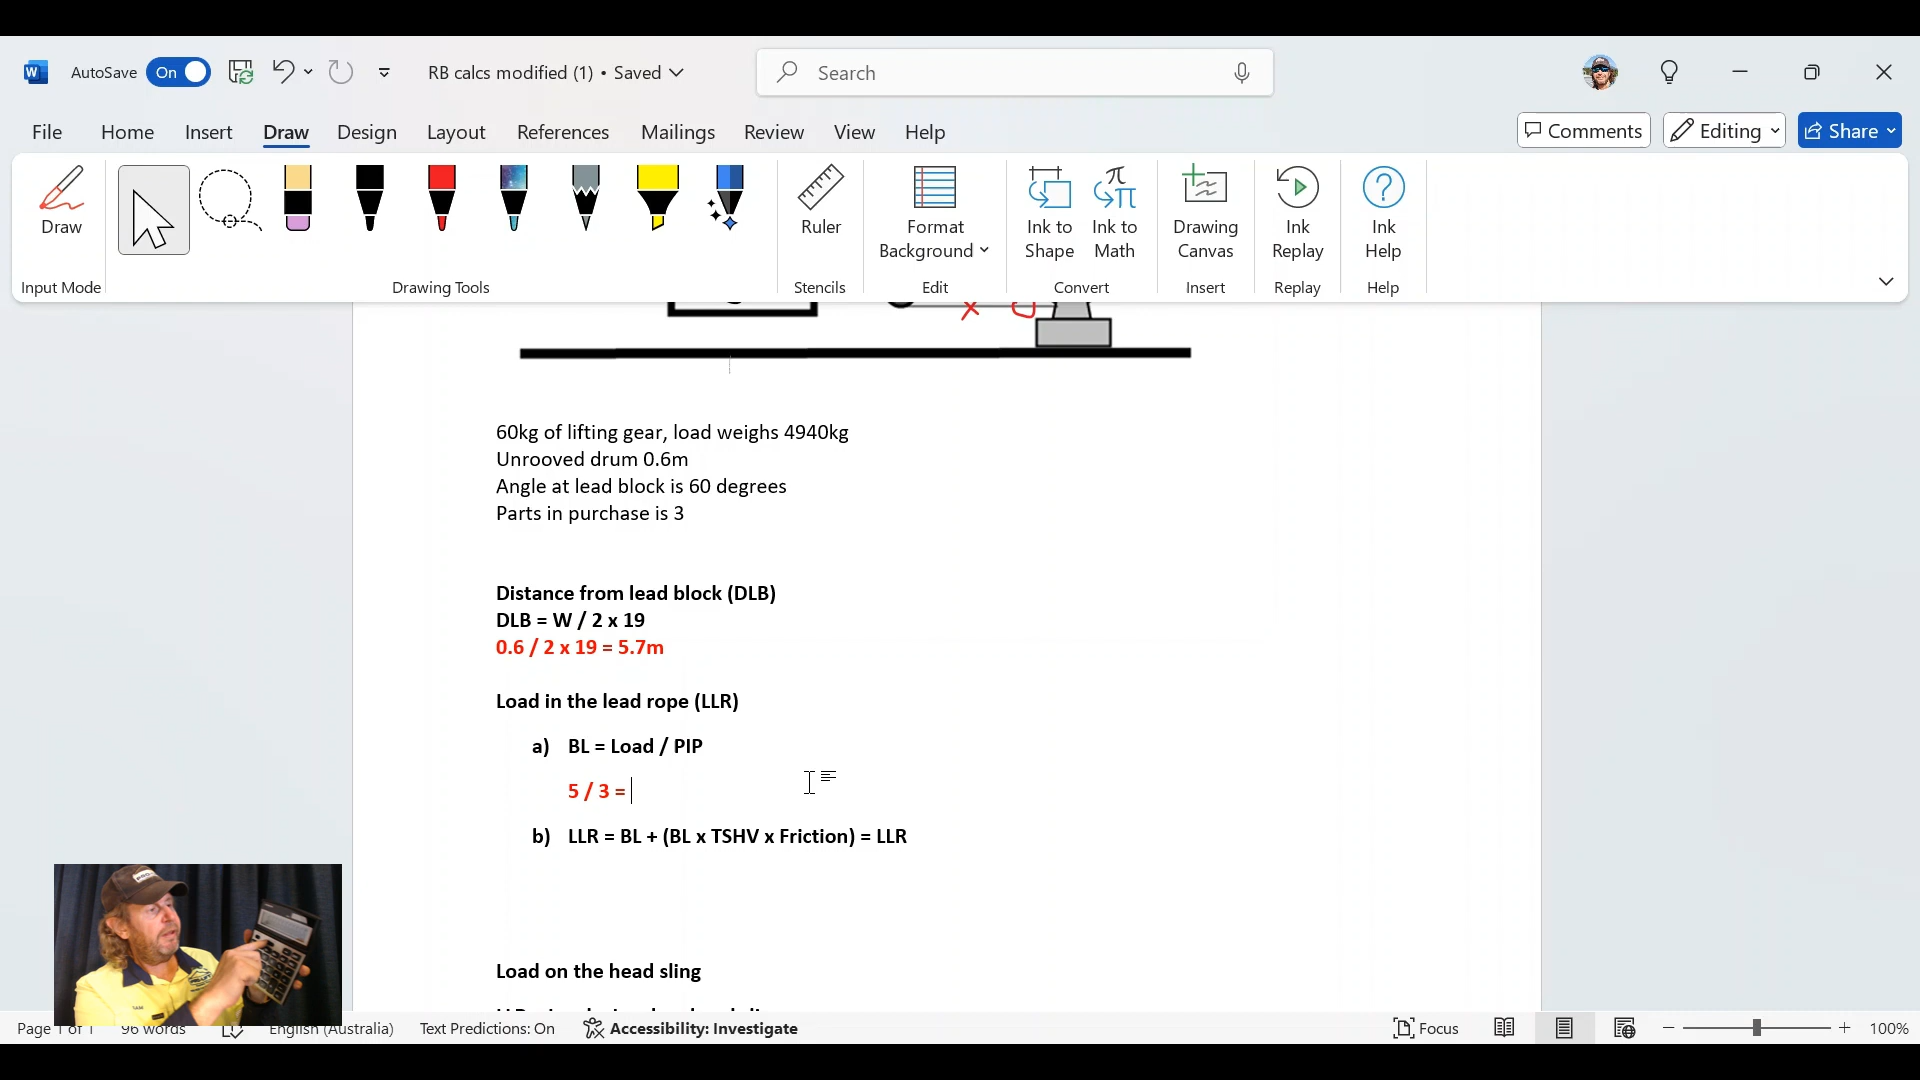 AutoSave On RB calcs modified (1) • Saved Search
File Home Insert Draw Design Layout References Mailings Review View Help Comments Editing Share
Draw Ruler Format Background Ink to Shape Ink to Math Drawing Canvas Ink Replay Ink Help
Input Mode Drawing Tools Stencils Edit Convert Insert Replay Help
60kg of lifting gear, load weighs 4940kg
Unrooved drum 0.6m
Angle at lead block is 60 degrees
Parts in purchase is 3
Distance from lead block (DLB)
DLB = W / 2 x 19
0.6 / 2 x 19 = 5.7m
Load in the lead rope (LLR)
a) BL = Load / PIP
5 / 3 =
b) LLR = BL + (BL x TSHV x Friction) = LLR
Load on the head sling
Page 1 of 1 96 words English (Australia) Text Predictions: On Accessibility: Investigate Focus 100%